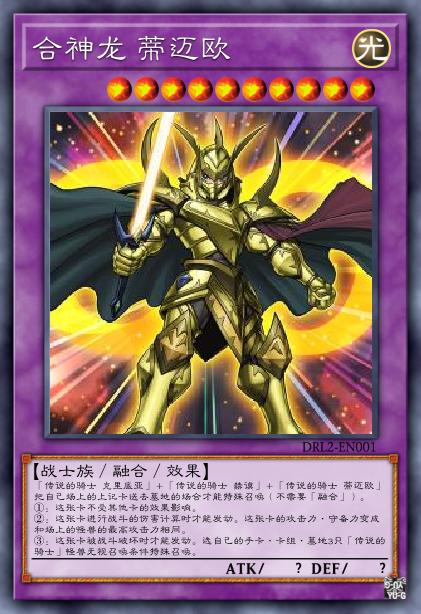 合神龙 蒂迈欧
光
DRL2-EN001
【战士族/融合/效果】
「传说的骑士 克里底亚」+「传说的骑士 赫谟」+「传说的骑士 蒂迈欧」
把自己场上的上记卡送去墓地的场合才能特殊召唤(不需要「融合」)。
①:这张卡不受其他卡的效果影响。
②:这张卡进行战斗的伤害计算时才能发动。这张卡的攻击力·守备力变成
和场上的怪兽的最高攻击力相同。
③:这张卡被战斗破坏时才能发动。选自己的手卡·卡组·墓地3只「传说的
骑士」怪兽无视召唤条件特殊召唤。
ATK/ ? DEF/ ?